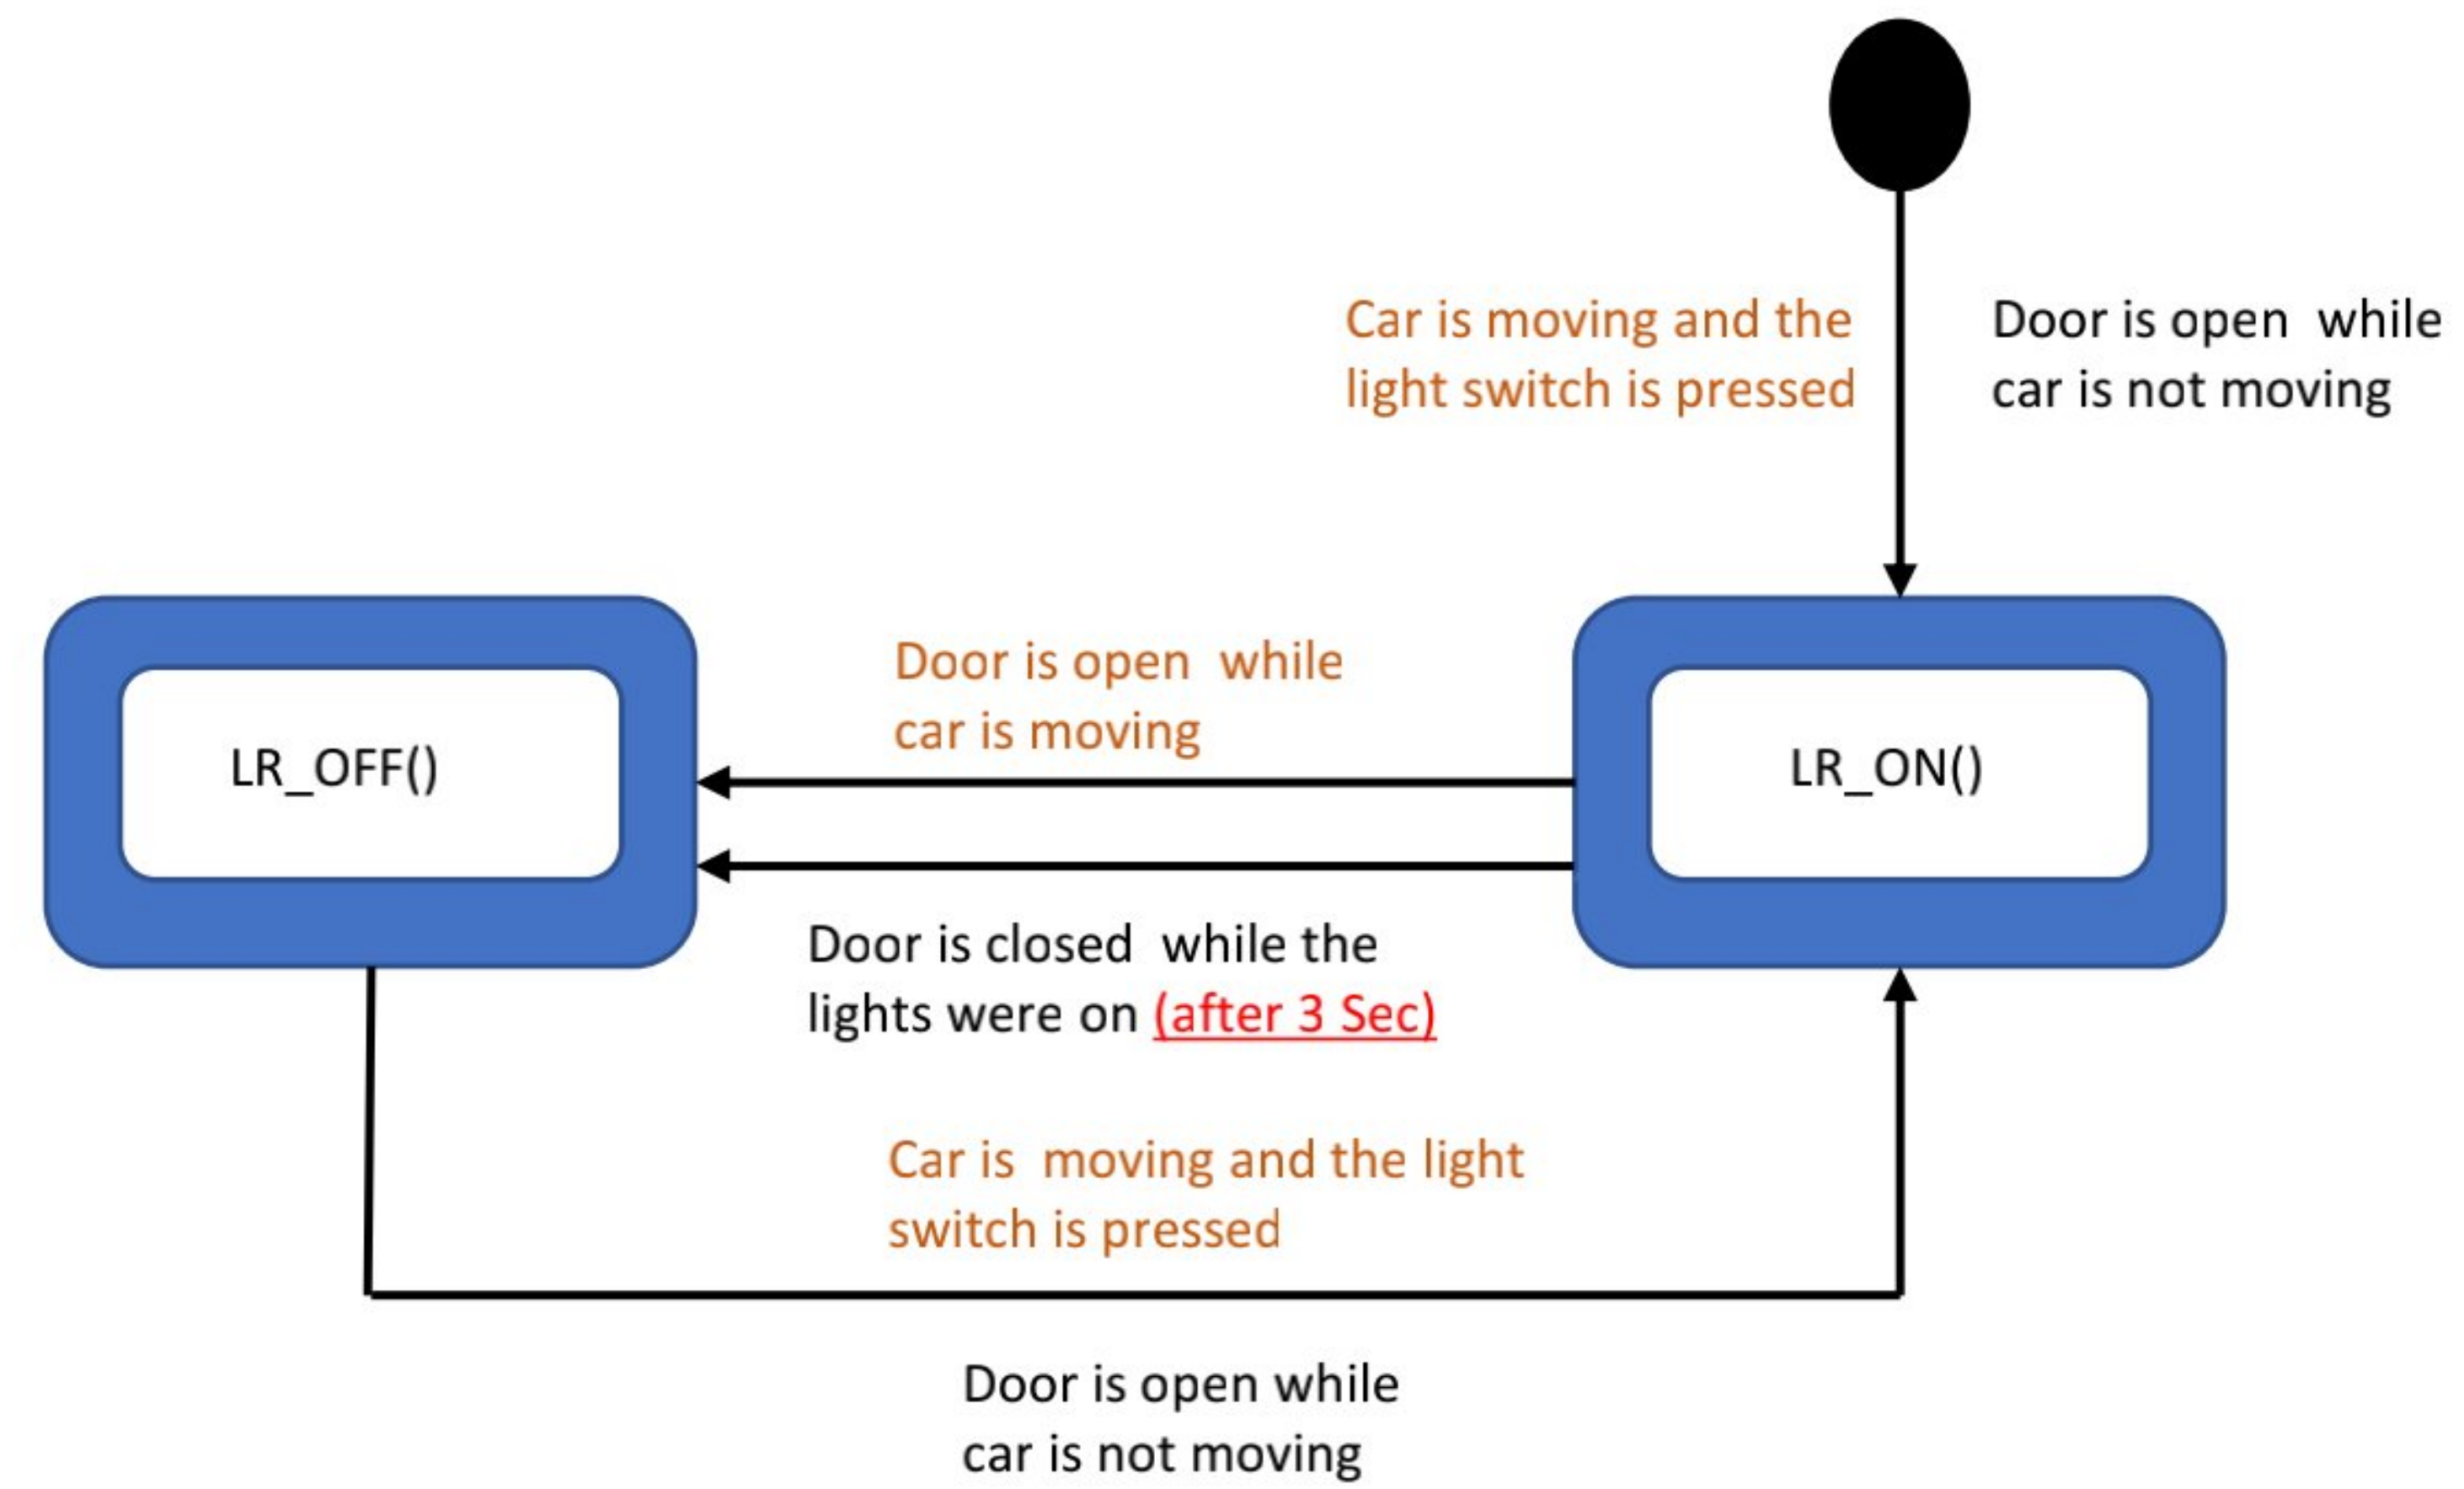 Car is moving and the
light switch is pressed
Door is open  while
car is not moving
Door is open  while
car is moving
LR_OFF()
LR_ON()
Door is closed  while the
lights were on (after 3 Sec)
Car is  moving and the light
switch is pressed
Door is open while
car is not moving